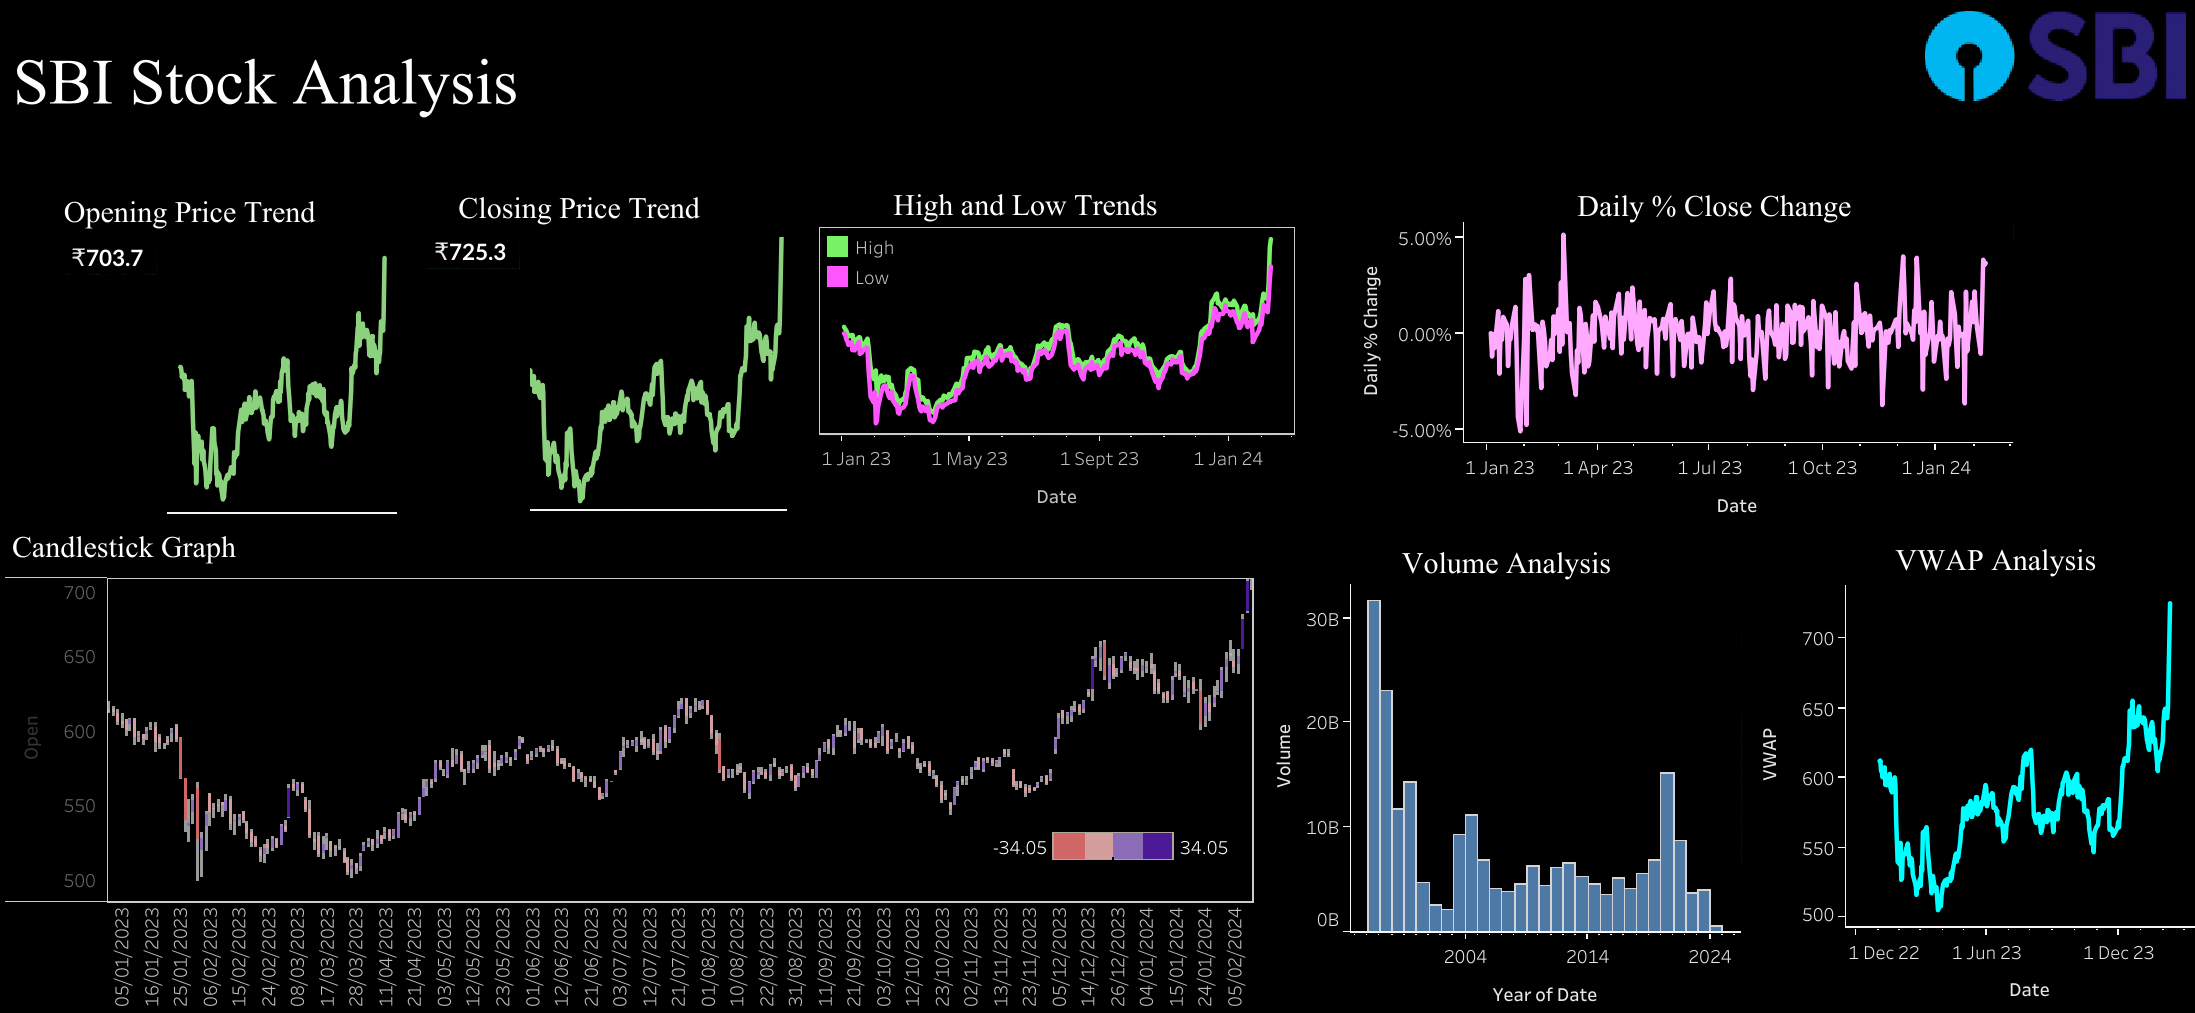 SBI
SBI Stock Analysis
Opening Price Trend
₹703.7
Closing Price Trend
₹725.3
High and Low Trends
High
Low
1 Jan 23
1 May 23
1 Sept 23
1 Jan 24
Date
Daily % Close Change
Daily % Change
5.00%
0.00%
-5.00%
1 Jan 23
1 Apr 23
1 Jul 23
1 Oct 23
1 Jan 24
Date
Candlestick Graph
Open
700
650
600
550
500
-34.05
34.05
05/01/2023
16/01/2023
25/01/2023
06/02/2023
15/02/2023
24/02/2023
08/03/2023
17/03/2023
28/03/2023
11/04/2023
21/04/2023
03/05/2023
12/05/2023
23/05/2023
01/06/2023
12/06/2023
21/06/2023
03/07/2023
12/07/2023
21/07/2023
01/08/2023
10/08/2023
22/08/2023
31/08/2023
11/09/2023
21/09/2023
03/10/2023
12/10/2023
23/10/2023
02/11/2023
13/11/2023
23/11/2023
05/12/2023
14/12/2023
26/12/2023
04/01/2024
15/01/2024
24/01/2024
05/02/2024
Volume Analysis
Volume
30B
20B
10B
0B
2004
2014
2024
Year of Date
VWAP Analysis
VWAP
700
650
600
550
500
1 Dec 22
1 Jun 23
1 Dec 23
Date